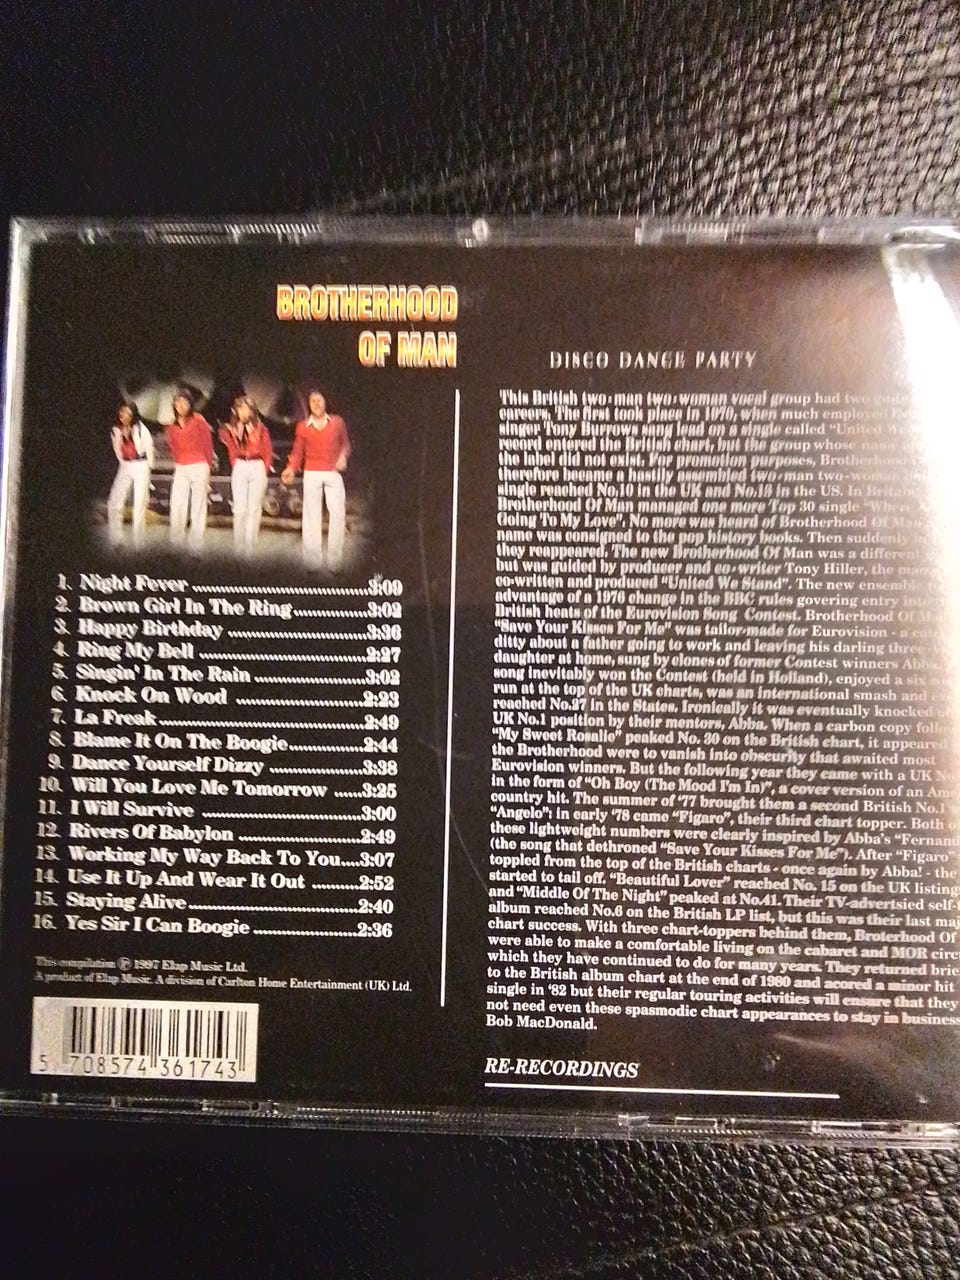 BROTHERHOOD
OF MAN
1. Night Fever ...3:09
2. Brown Girl In The Ring...3:02
3. Happy Birthday ...3:36
4. Ring My Bell ...2:27
5. Singin' In The Rain ...3:02
6. Knock On Wood ...2:23
7. La Freak...2:49
8. Blame It On The Boogie...2:44
9. Dance Yourself Dizzy ...3:38
10. Will You Love Me Tomorrow ...3:25
11. I Will Survive ...3:00
12. Rivers Of Babylon ...2:49
13. Working My Way Back To You...3:07
14. Use It Up And Wear It Out ...2:52
15. Staying Alive...2:40
16. Yes Sir I Can Boogie ...2:36
This compilation ℗ 1997 Elap Music Ltd.
A product of Elap Music. A division of Carlton Home Entertainment (UK) Ltd.
5 708574 361743
DISCO DANCE PARTY
This British two-man two-woman vocal group had two
careers. The first took place in 1970, when much employed
singer Tony Burrows sang lead on a single called "United We
record entered the British chart, but the group whose name
the label did not exist. For promotion purposes, Brotherhood
therefore became a hastily assembled two-man two-woman
single reached No.10 in the UK and No.13 in the US. In Britain,
Brotherhood Of Man managed one more Top 30 single "Where
Going To My Love". No more was heard of Brotherhood Of Man
name was consigned to the pop history books. Then suddenly in
they reappeared. The new Brotherhood Of Man was a different
but was guided by producer and co-writer Tony Hiller, the man
co-written and produced "United We Stand". The new ensemble
advantage of a 1976 change in the BBC rules govering entry
British heats of the Eurovision Song Contest. Brotherhood Of
"Save Your Kisses For Me" was tailor-made for Eurovision - a
ditty about a father going to work and leaving his darling three
daughter at home, sung by clones of former Contest winners Abba.
song inevitably won the Contest (held in Holland), enjoyed a six
run at the top of the UK charts, was an international smash and
reached No.27 in the States. Ironically it was eventually knocked
UK No.1 position by their mentors, Abba. When a carbon copy
"My Sweet Rosalie" peaked No. 30 on the British chart, it appeared
the Brotherhood were to vanish into obscurity that awaited most
Eurovision winners. But the following year they came with a UK
in the form of "Oh Boy (The Mood I'm In)", a cover version of an
country hit. The summer of '77 brought them a second British No.1
"Angelo": in early '78 came "Figaro", their third chart topper. Both
these lightweight numbers were clearly inspired by Abba's
(the song that dethroned "Save Your Kisses For Me"). After "Figaro"
toppled from the top of the British charts - once again by Abba! - the
started to tail off. "Beautiful Lover" reached No. 15 on the UK
and "Middle Of The Night" peaked at No.41. Their TV-advertsied
album reached No.6 on the British LP list, but this was their last
chart success. With three chart-toppers behind them, Broterhood Of
were able to make a comfortable living on the cabaret and MOR
which they have continued to do for many years. They returned
to the British album chart at the end of 1980 and acored a minor hit
single in '82 but their regular touring activities will ensure that they
not need even these spasmodic chart appearances to stay in business
Bob MacDonald.
RE-RECORDINGS